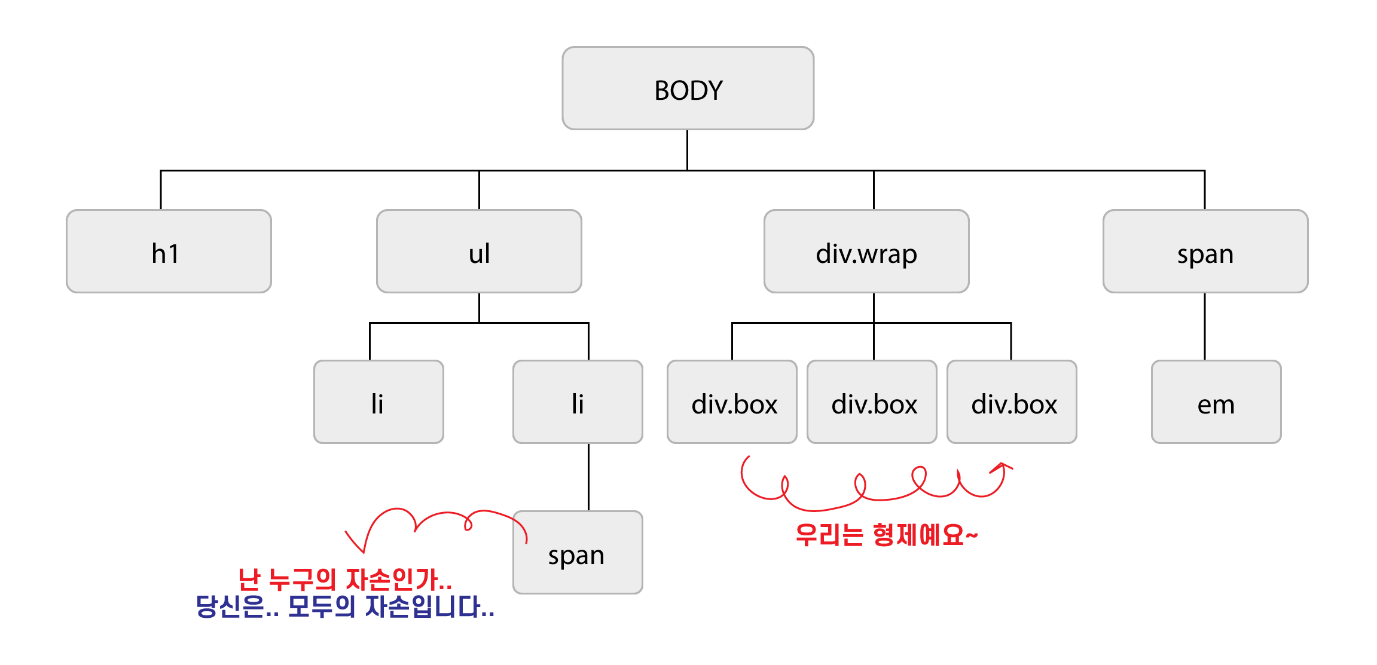 BODY
h1
ul
div.wrap
span
li
li
div.box
div.box
div.box
em
우리는 형제예요~
span
난 누구의 자손인가..
당신은.. 모두의 자손입니다..